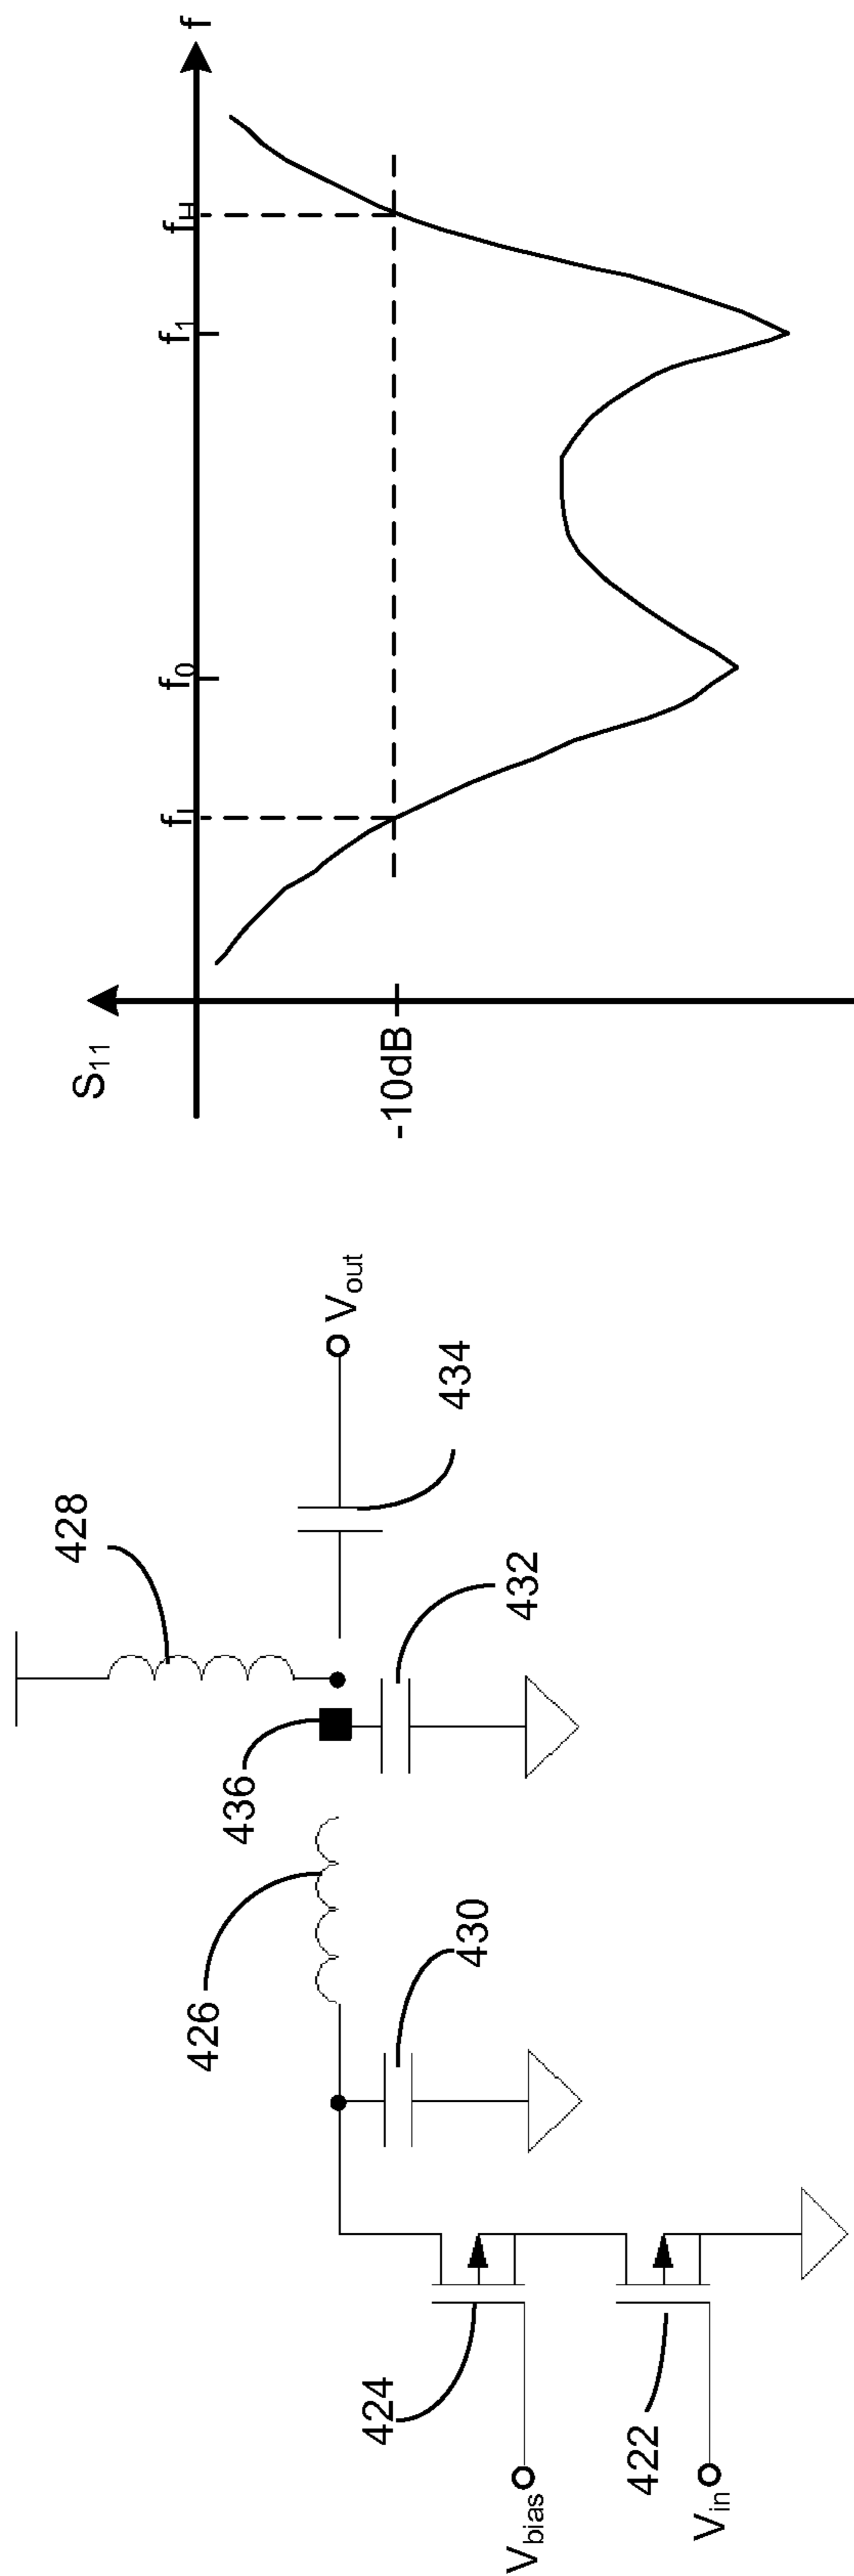 S11
f
fL
f0
f1
fH
-10dB
428
Vout
434
436
432
426
430
424
Vbias
422
Vin